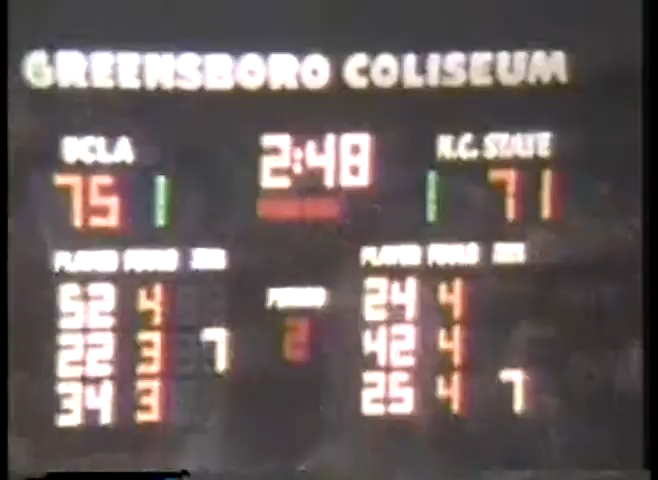 GREENSBORO COLISEUM
UCLA 2:48 N.C. STATE
75 1 1 71
PLAYER FOULS PLAYER FOULS
52 4 PERIOD 24 4
22 3 7 2 42 4
34 3 25 4 7